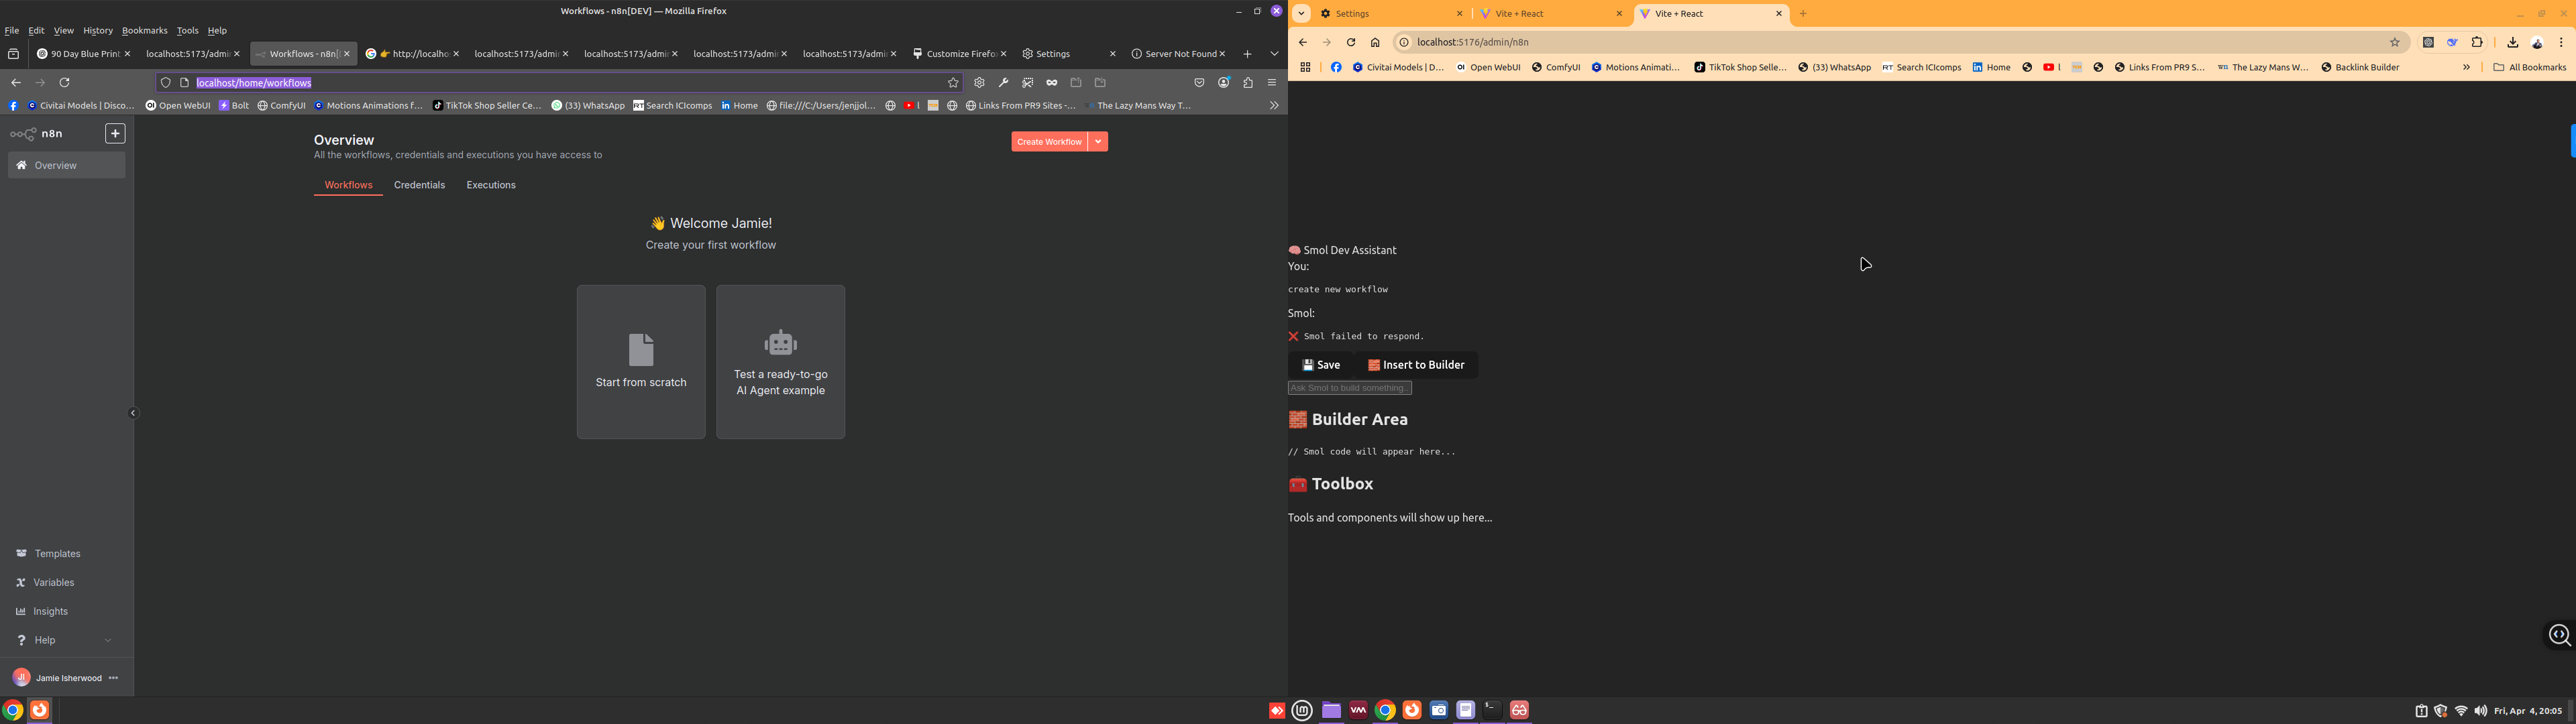 Workflows - n8n[DEV] — Mozilla Firefox
File Edit View History Bookmarks Tools Help
90 Day Blue Print localhost:5173/admi Workflows - n8n[ http://localho localhost:5173/admi localhost:5173/admi localhost:5173/admi localhost:5173/admi Customize Firefo Settings Server Not Found
localhost/home/workflows
Civitai Models | Disco... Open WebUI Bolt ComfyUI Motions Animations f... TikTok Shop Seller Ce... (33) WhatsApp Search ICIcomps Home file:///C:/Users/jenjjol... l Links From PR9 Sites -... The Lazy Mans Way T...
n8n
Overview
Overview
All the workflows, credentials and executions you have access to
Create Workflow
Workflows Credentials Executions
👋 Welcome Jamie!
Create your first workflow
Start from scratch
Test a ready-to-go
AI Agent example
Templates
Variables
Insights
Help
JI Jamie Isherwood
Settings Vite + React Vite + React
localhost:5176/admin/n8n
Civitai Models | D... Open WebUI ComfyUI Motions Animati... TikTok Shop Selle... (33) WhatsApp Search ICIcomps Home l Links From PR9 S... The Lazy Mans W... Backlink Builder All Bookmarks
🧠 Smol Dev Assistant
You:
create new workflow
Smol:
❌ Smol failed to respond.
💾 Save 🧱 Insert to Builder
Ask Smol to build something..
🧱 Builder Area
// Smol code will appear here...
🧰 Toolbox
Tools and components will show up here...
Fri, Apr 4, 20:05